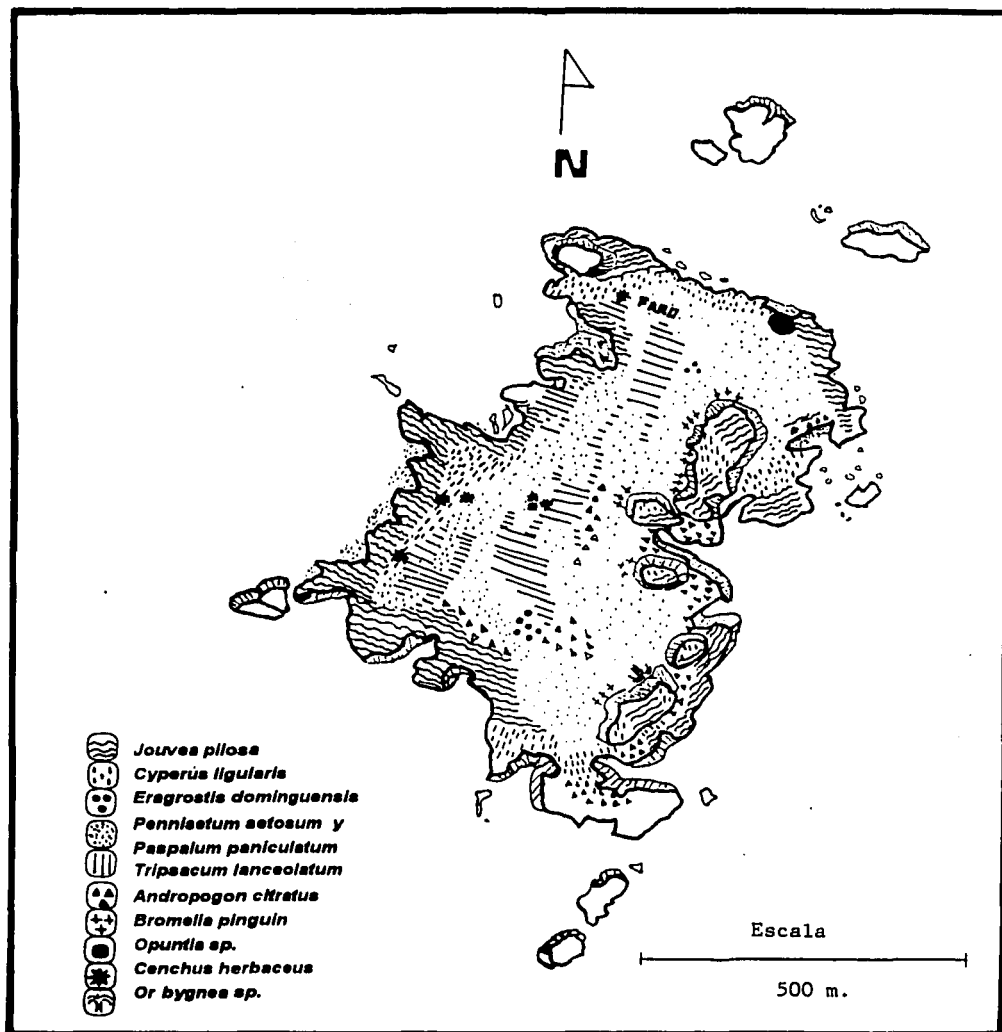 N
FARO
Jouvea pilosa
Cyperus ligularis
Eragrostis dominguensis
Pennisetum setosum y
Paspalum paniculatum
Tripsacum lanceolatum
Andropogon citratus
Bromelia pinguin
Opuntia sp.
Cenchus herbaceus
Or bygnea sp.
Escala
500 m.